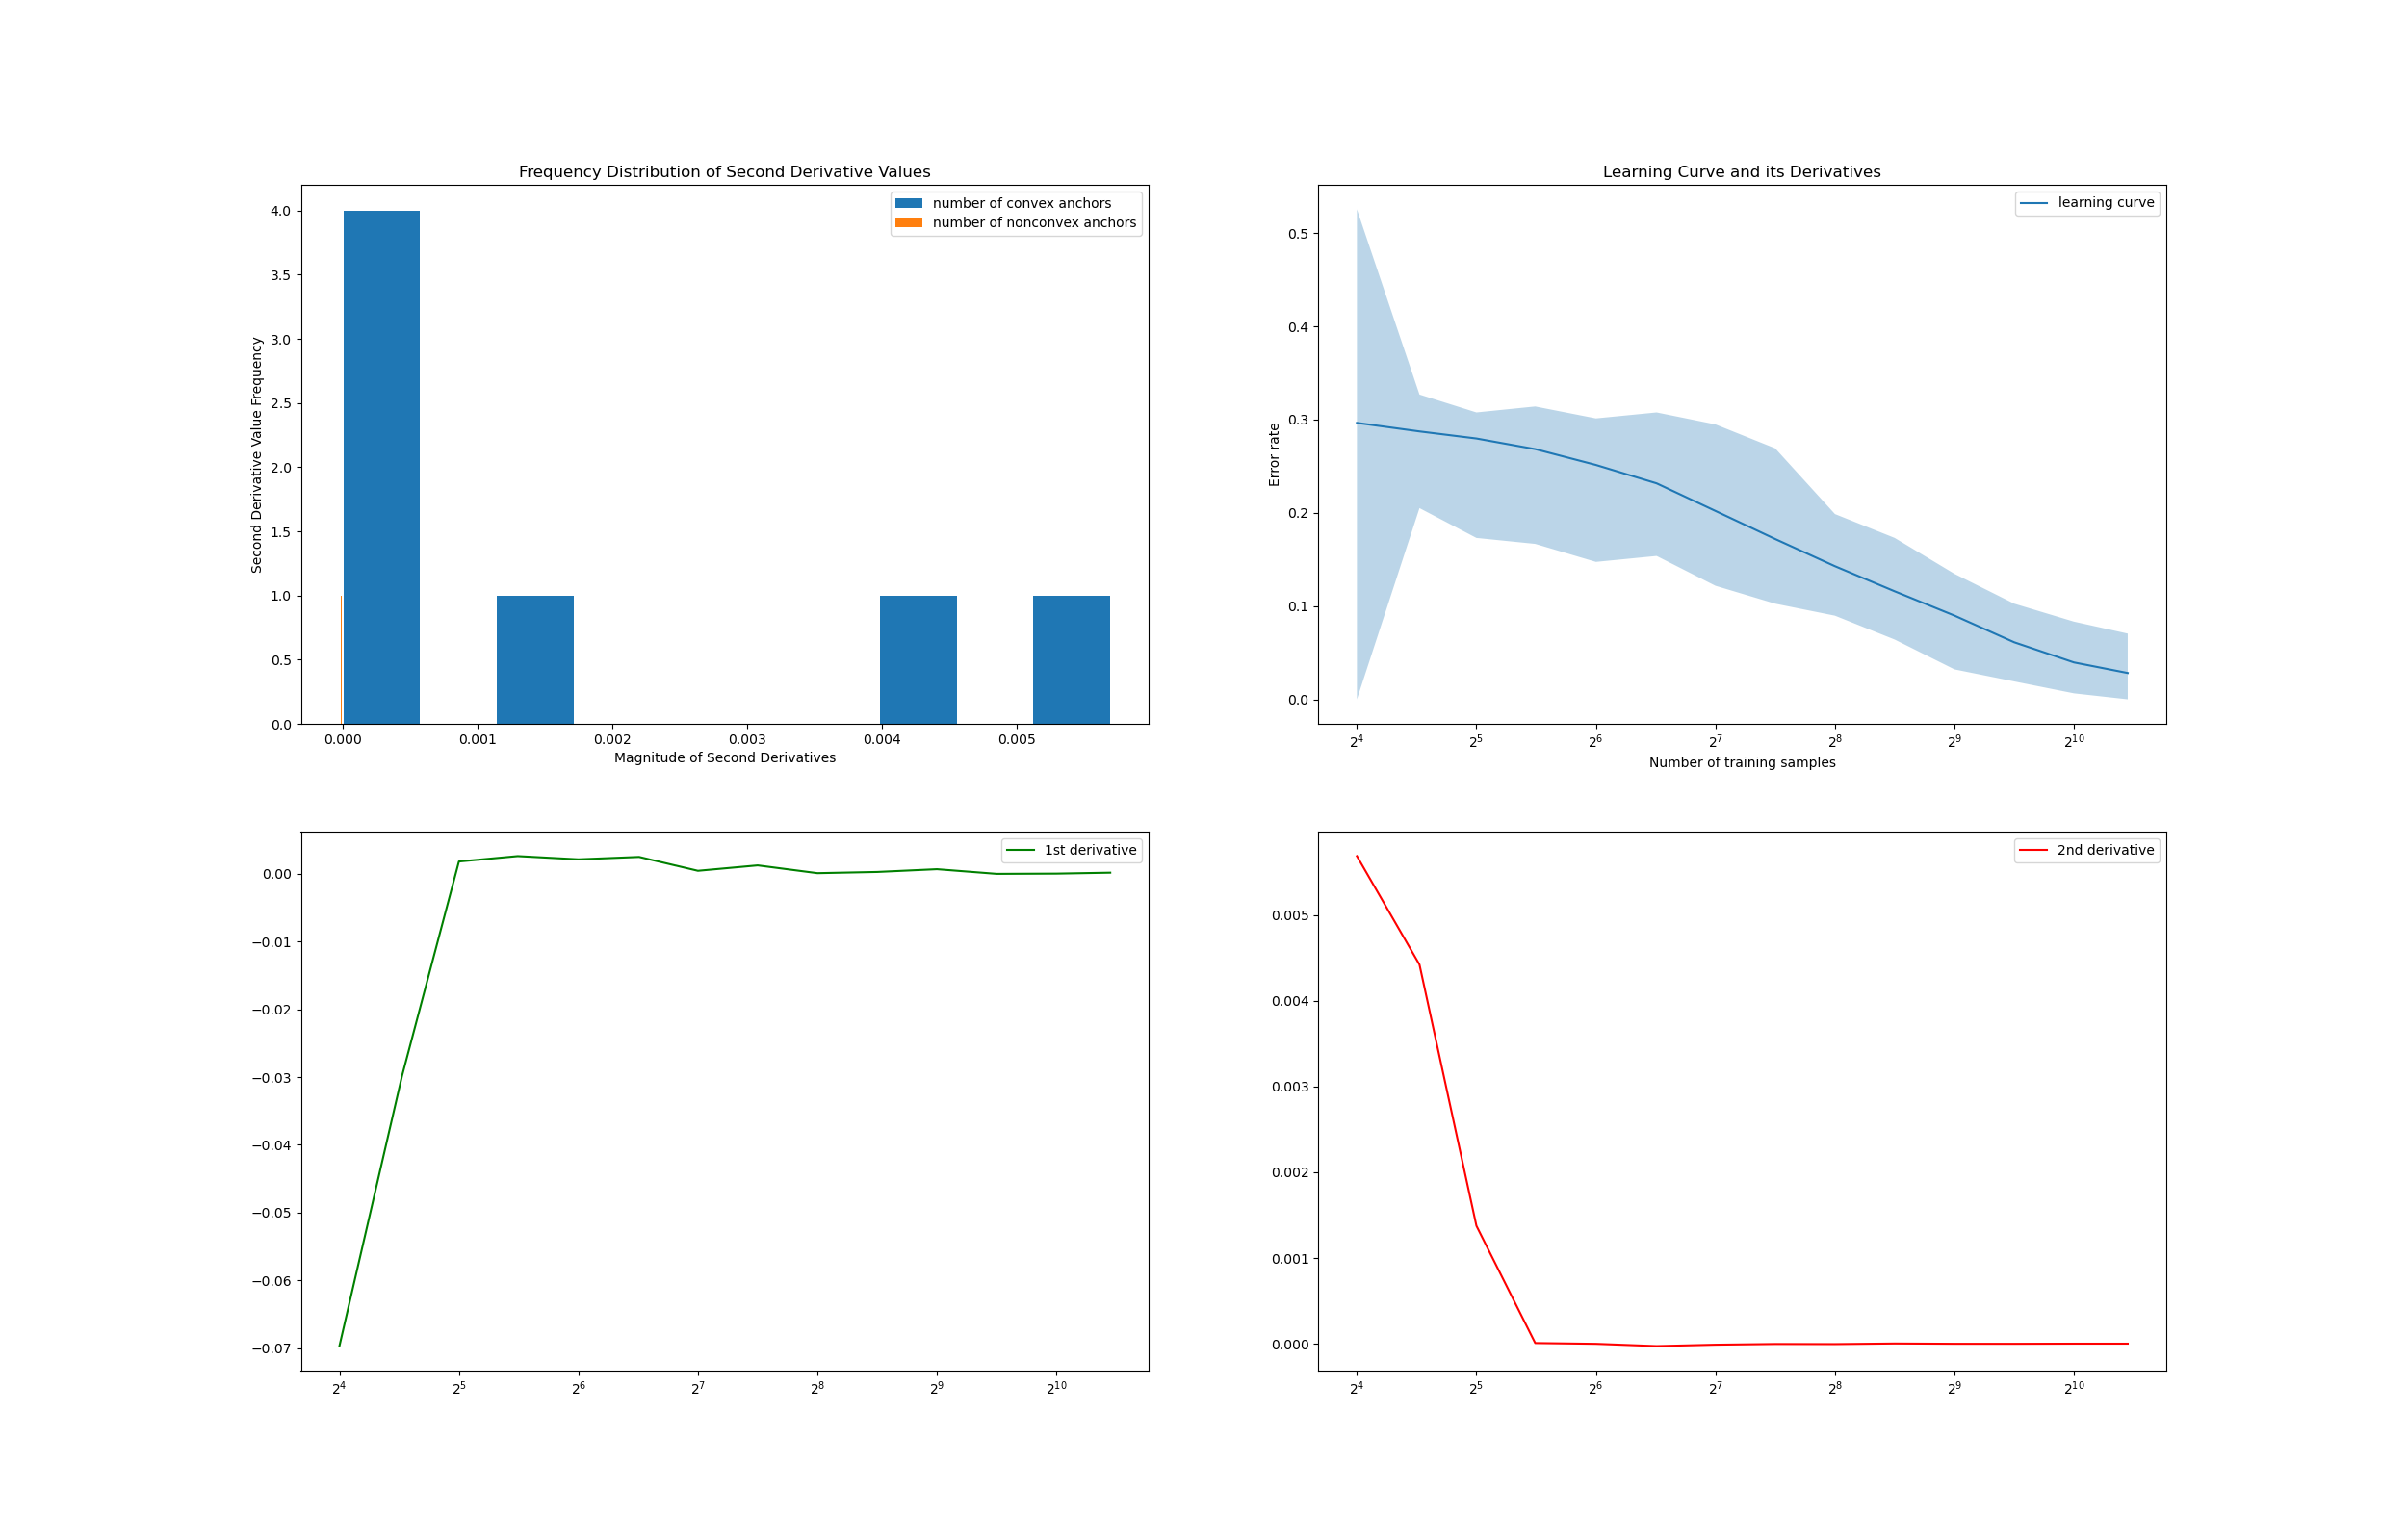 Frequency Distribution of Second Derivative Values
number of convex anchors
number of nonconvex anchors
Second Derivative Value Frequency
4.0
3.5
3.0
2.5
2.0
1.5
1.0
0.5
0.0
0.000 0.001 0.002 0.003 0.004 0.005
Magnitude of Second Derivatives
Learning Curve and its Derivatives
learning curve
Error rate
0.5
0.4
0.3
0.2
0.1
0.0
2⁴ 2⁵ 2⁶ 2⁷ 2⁸ 2⁹ 2¹⁰
Number of training samples
1st derivative
0.00
−0.01
−0.02
−0.03
−0.04
−0.05
−0.06
−0.07
2⁴ 2⁵ 2⁶ 2⁷ 2⁸ 2⁹ 2¹⁰
2nd derivative
0.005
0.004
0.003
0.002
0.001
0.000
2⁴ 2⁵ 2⁶ 2⁷ 2⁸ 2⁹ 2¹⁰